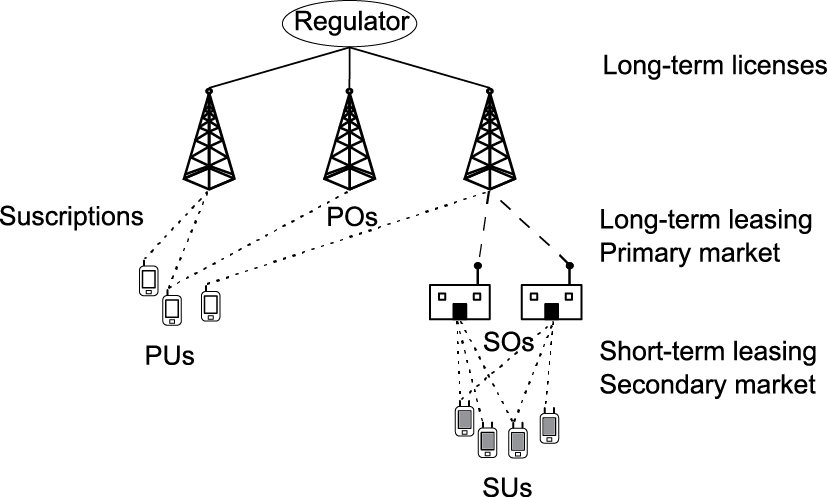 Regulator
Long-term licenses
Suscriptions
POs
Long-term leasing
Primary market
PUs
SOs
Short-term leasing
Secondary market
SUs